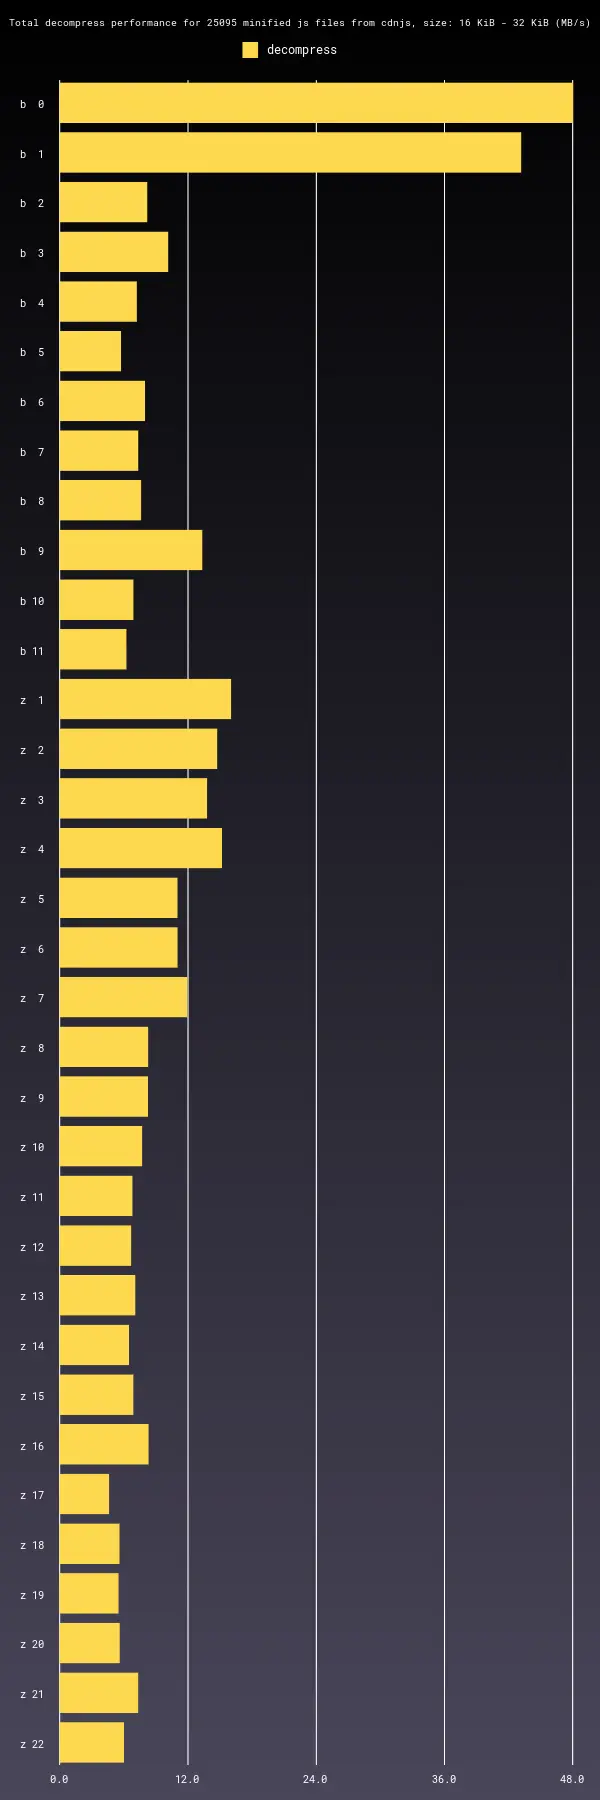 Total decompress performance for 25095 minified js files from cdnjs, size: 16 KiB - 32 KiB (MB/s)
decompress
b 0
b 1
b 2
b 3
b 4
b 5
b 6
b 7
b 8
b 9
b 10
b 11
z 1
z 2
z 3
z 4
z 5
z 6
z 7
z 8
z 9
z 10
z 11
z 12
z 13
z 14
z 15
z 16
z 17
z 18
z 19
z 20
z 21
z 22
0.0 12.0 24.0 36.0 48.0